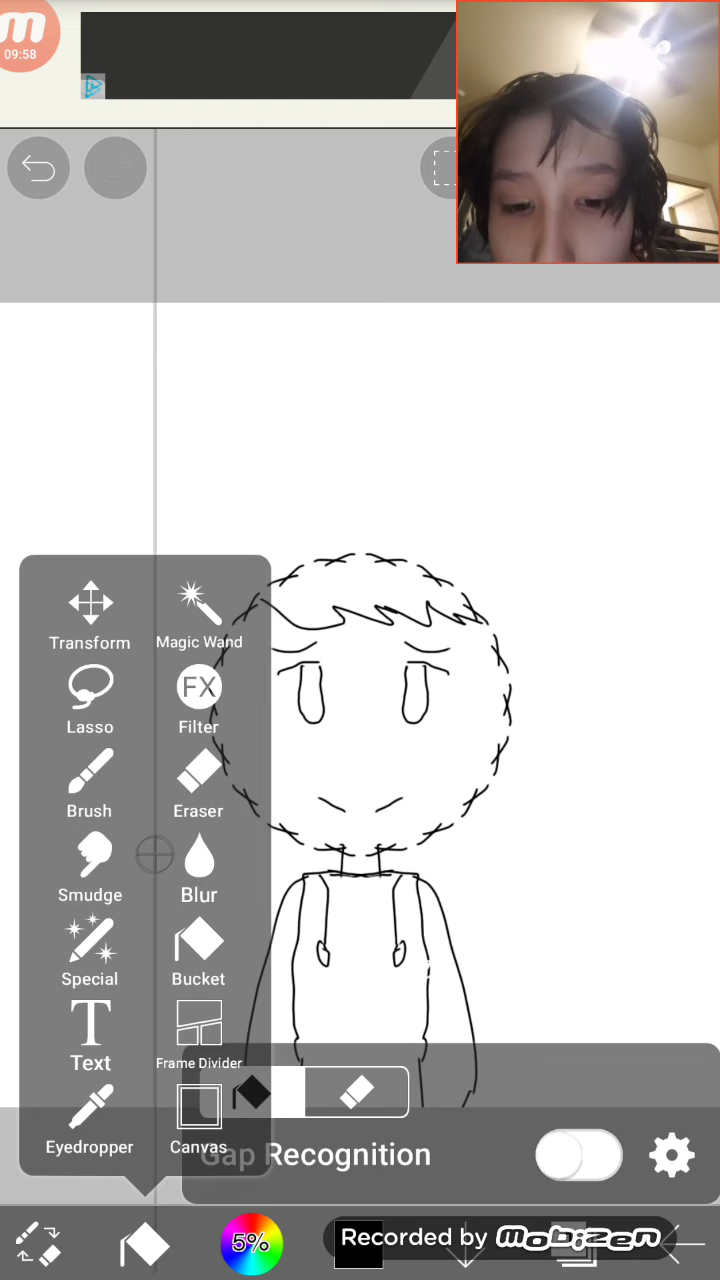 m
09:58
Transform
Magic Wand
Lasso
FX
Filter
Brush
Eraser
Smudge
Blur
Special
Bucket
T
Text
Frame Divider
Eyedropper
Canvas
Gap Recognition
5%
Recorded by mobizen